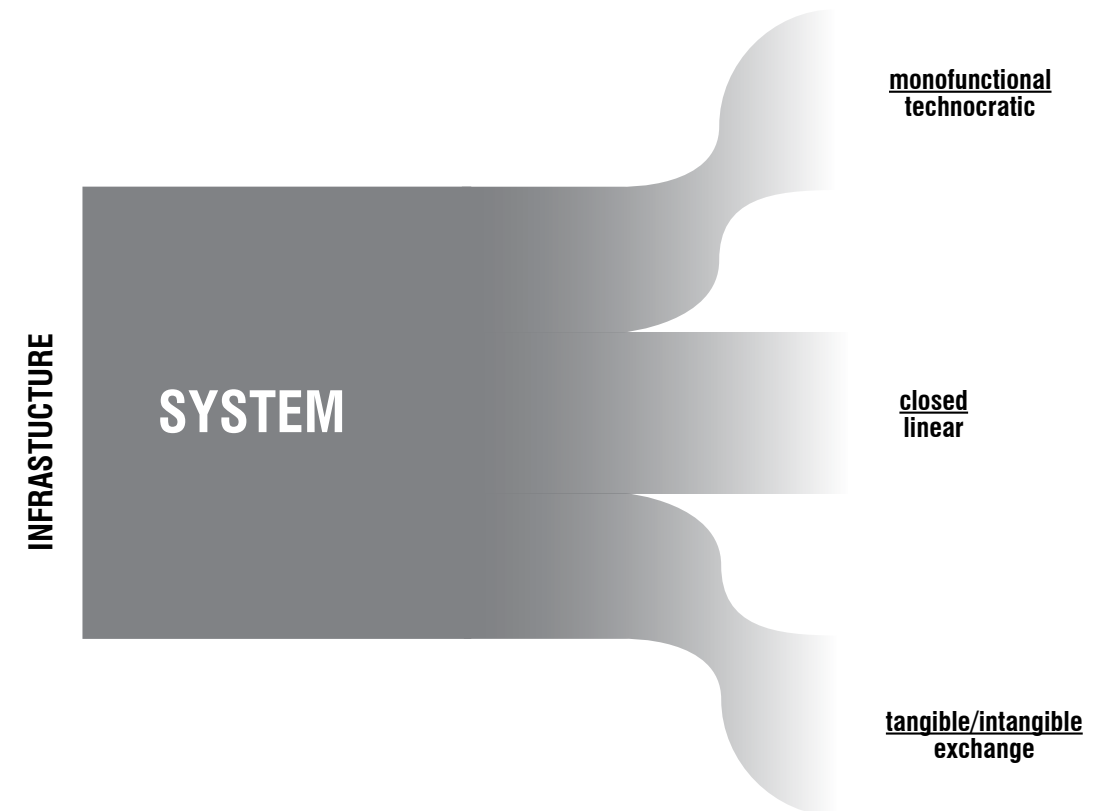 INFRASTUCTURE
SYSTEM
monofunctional
technocratic
closed
linear
tangible/intangible
exchange